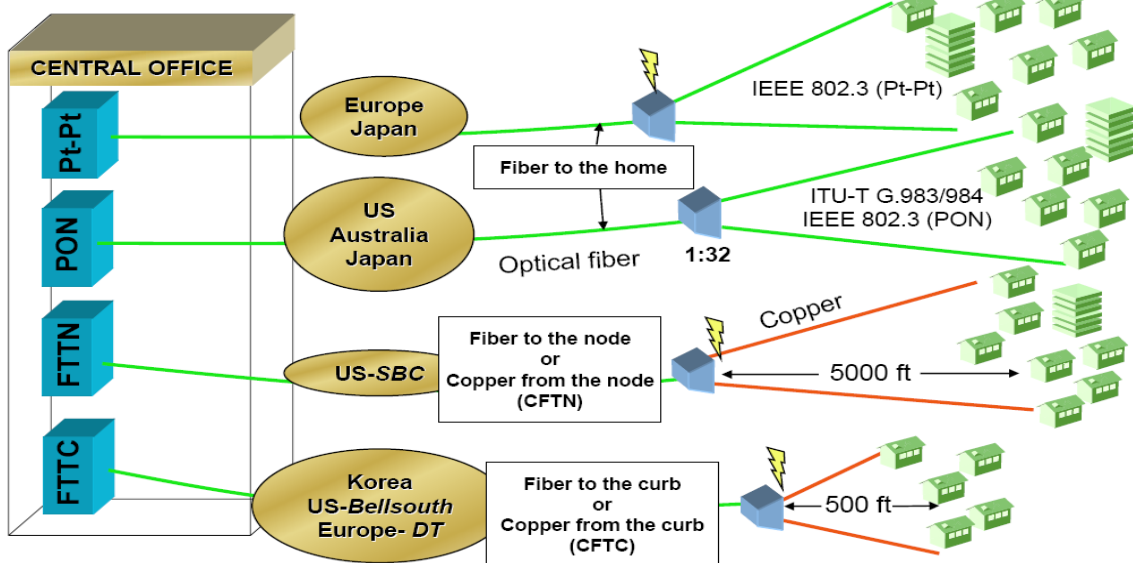 CENTRAL OFFICE
Pt-Pt
Europe
Japan
IEEE 802.3 (Pt-Pt)
Fiber to the home
PON
US
Australia
Japan
ITU-T G.983/984
IEEE 802.3 (PON)
Optical fiber
1:32
FTTN
US-SBC
Fiber to the node
or
Copper from the node
(CFTN)
Copper
5000 ft
FTTC
Korea
US-Bellsouth
Europe- DT
Fiber to the curb
or
Copper from the curb
(CFTC)
500 ft